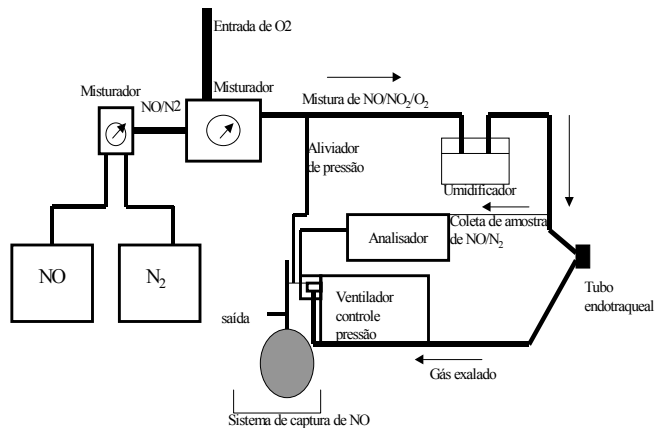 Entrada de O2
Misturador
Misturador
NO/N2
Mistura de NO/NO₂/O₂
Aliviador
de pressão
Umidificador
Coleta de amostra
de NO/N₂
Analisador
NO
N₂
Tubo
endotraqueal
Ventilador
controle
pressão
saída
Gás exalado
Sistema de captura de NO